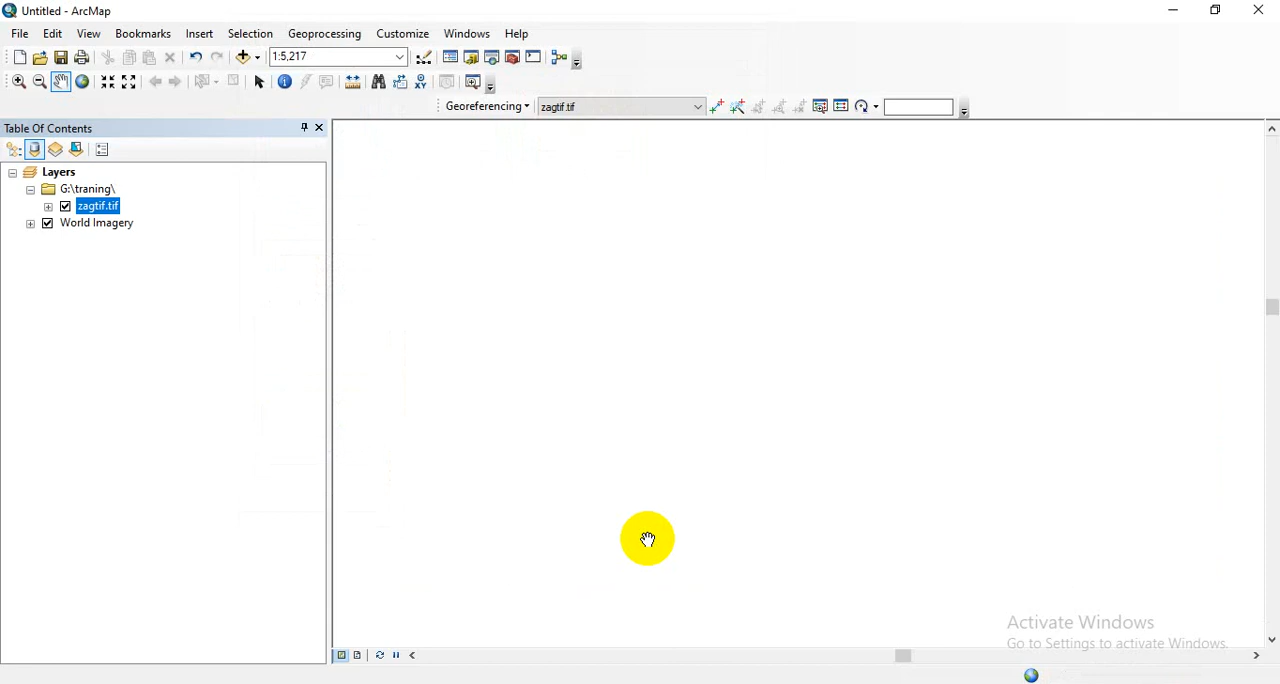 Untitled - ArcMap
File Edit View Bookmarks Insert Selection Geoprocessing Customize Windows Help
1:5,217
Georeferencing zagtif.tif
Table Of Contents
Layers
G:\traning\
zagtif.tif
World Imagery
Activate Windows
Go to Settings to activate Windows.